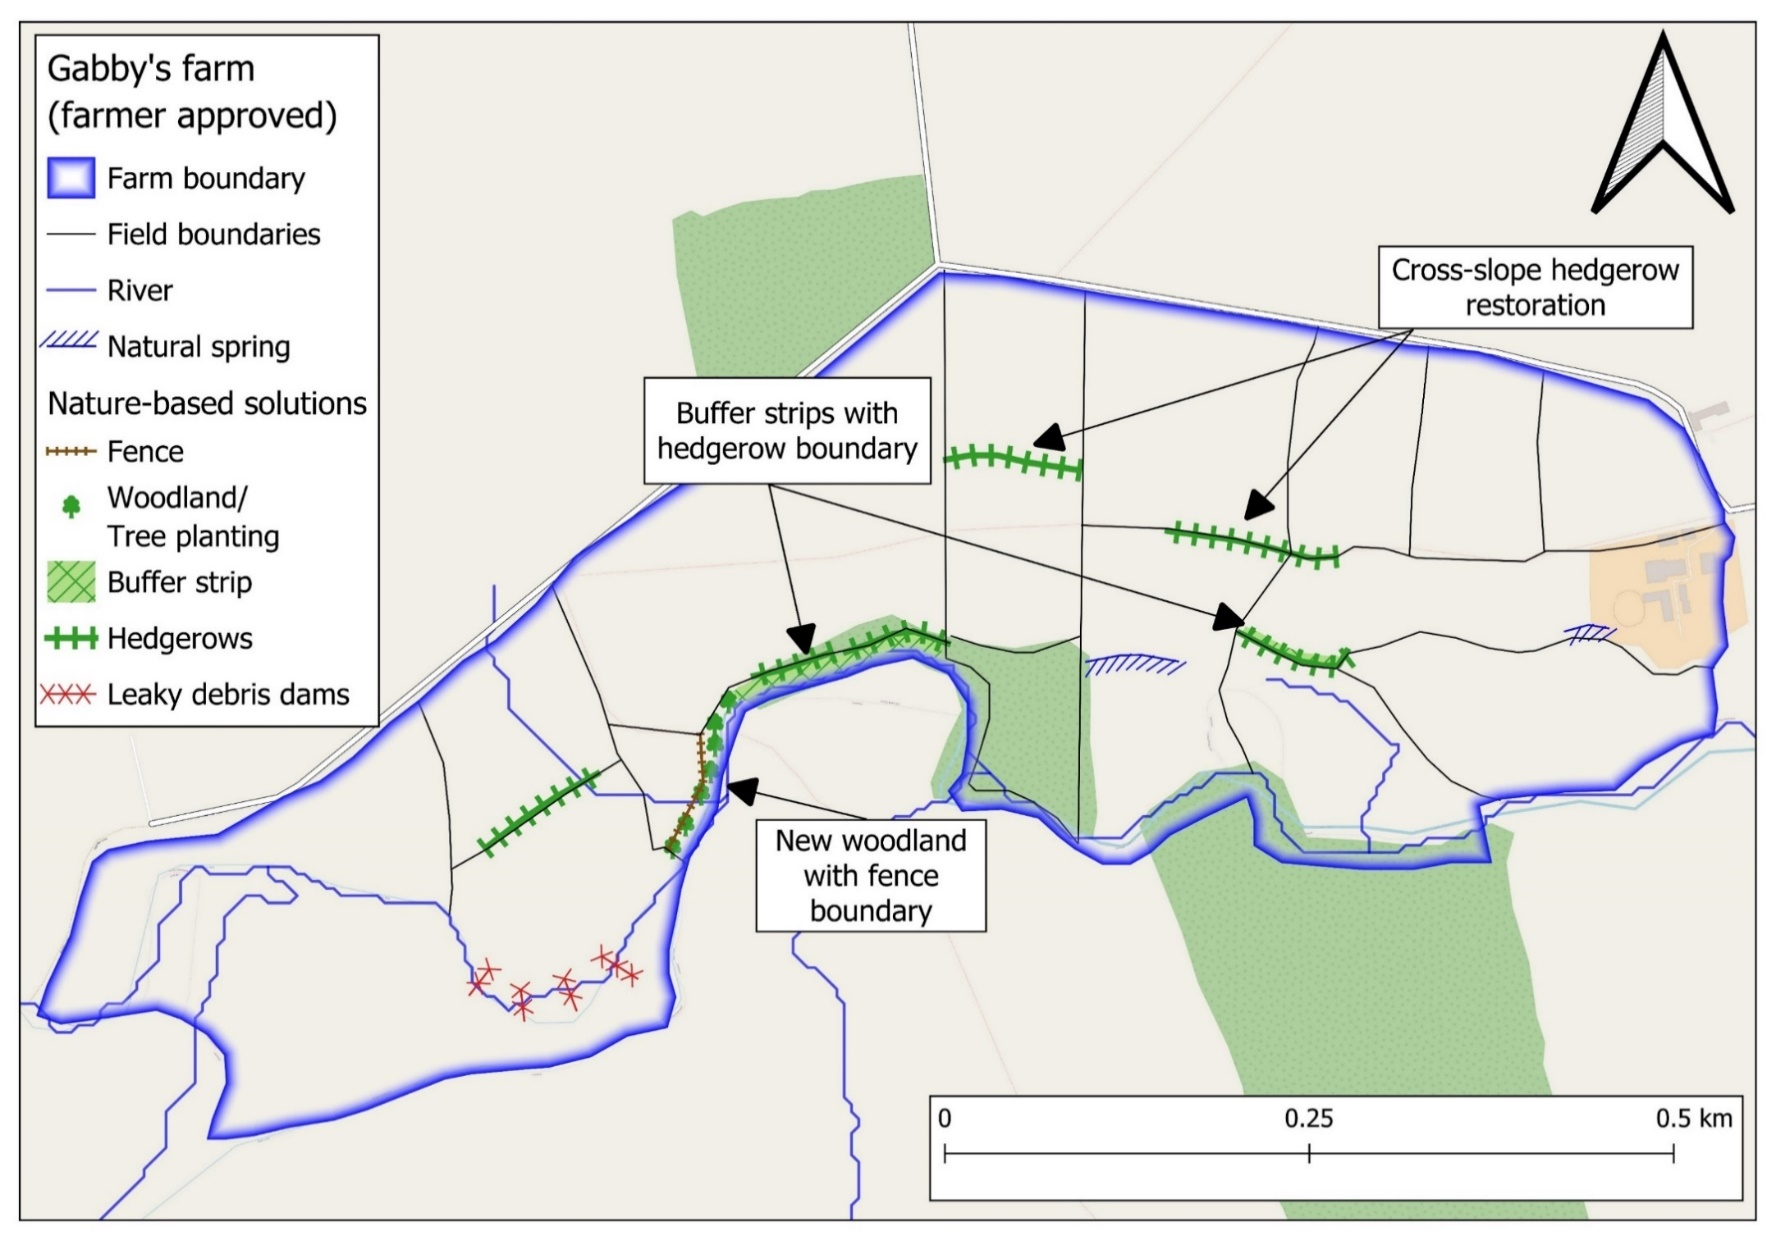 Gabby's farm
(farmer approved)
Farm boundary
Field boundaries
River
Natural spring
Nature-based solutions
Fence
Woodland/
Tree planting
Buffer strip
Hedgerows
Leaky debris dams
Cross-slope hedgerow
restoration
Buffer strips with
hedgerow boundary
New woodland
with fence
boundary
0 0.25 0.5 km